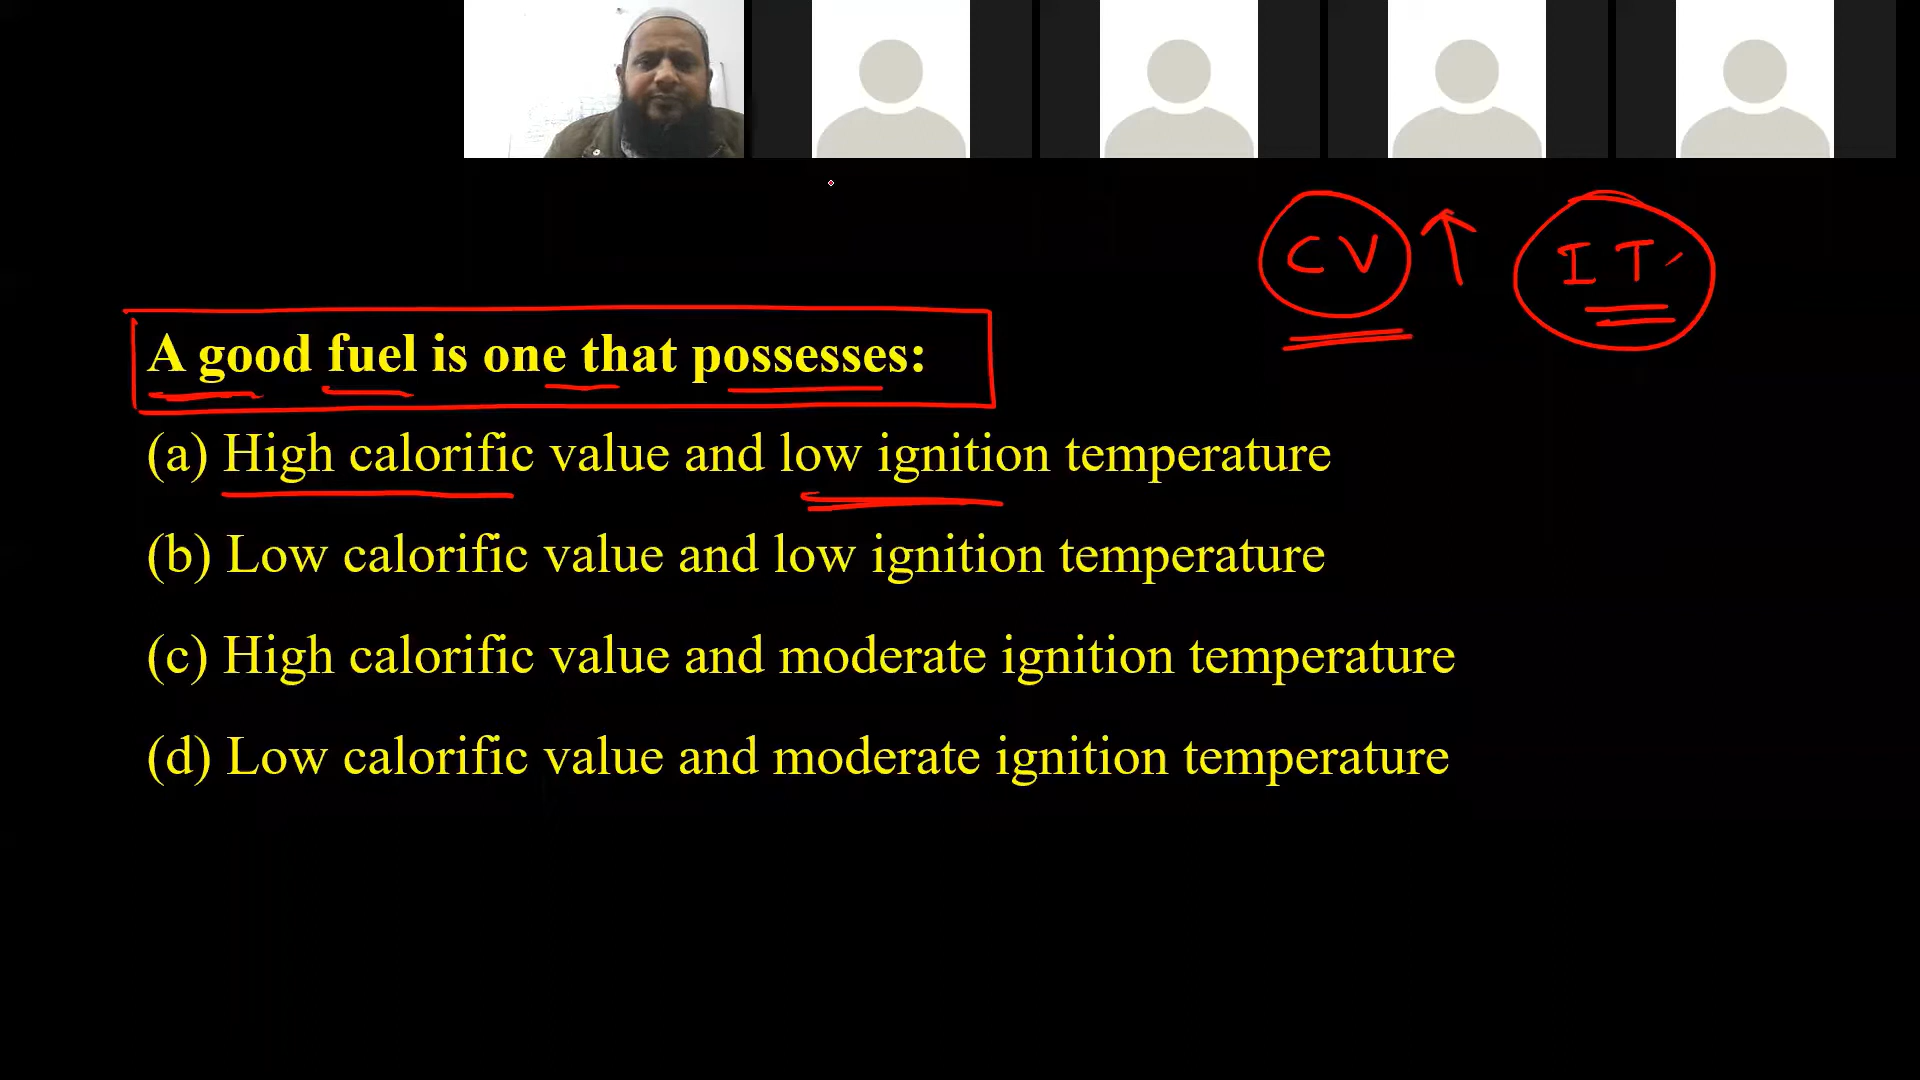 CV ↑ IT
A good fuel is one that possesses:
(a) High calorific value and low ignition temperature
(b) Low calorific value and low ignition temperature
(c) High calorific value and moderate ignition temperature
(d) Low calorific value and moderate ignition temperature